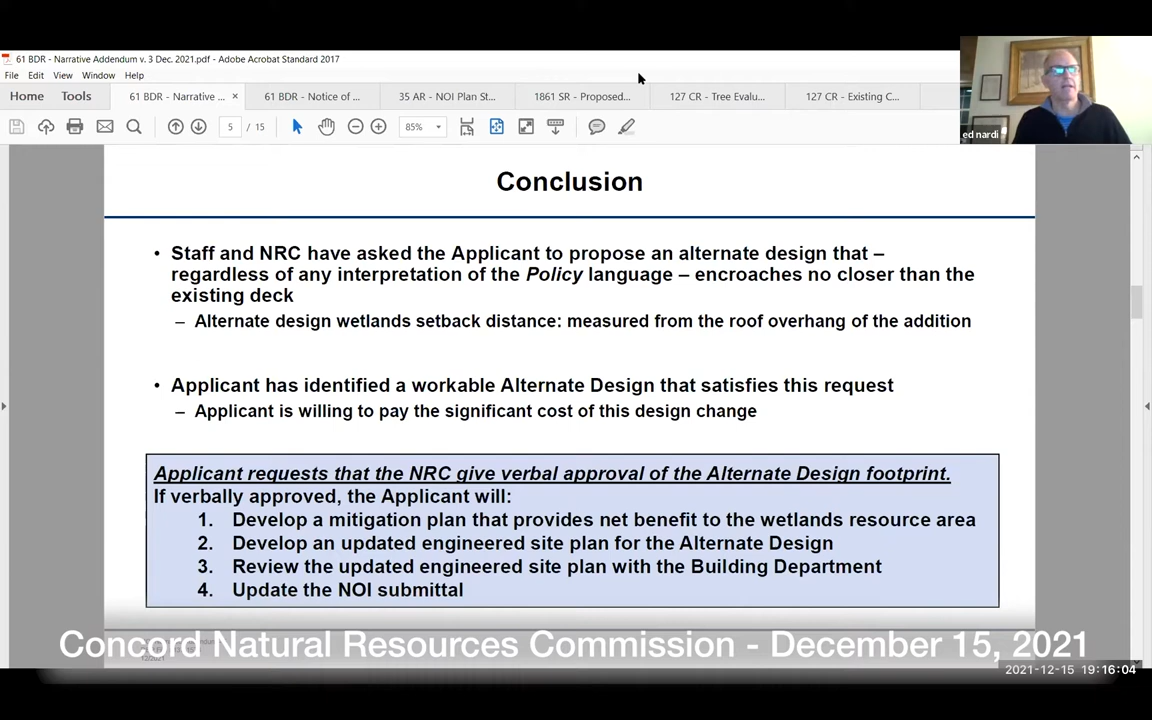 61 BDR - Narrative Addendum v. 3 Dec. 2021.pdf - Adobe Acrobat Standard 2017
File Edit View Window Help
Home Tools 61 BDR - Narrative ... × 61 BDR - Notice of ... 35 AR - NOI Plan St... 1861 SR - Proposed... 127 CR - Tree Evalu... 127 CR - Existing C...
5 / 15 85%
ed nardi
Conclusion
• Staff and NRC have asked the Applicant to propose an alternate design that –
regardless of any interpretation of the Policy language – encroaches no closer than the
existing deck
– Alternate design wetlands setback distance: measured from the roof overhang of the addition
• Applicant has identified a workable Alternate Design that satisfies this request
– Applicant is willing to pay the significant cost of this design change
Applicant requests that the NRC give verbal approval of the Alternate Design footprint.
If verbally approved, the Applicant will:
1. Develop a mitigation plan that provides net benefit to the wetlands resource area
2. Develop an updated engineered site plan for the Alternate Design
3. Review the updated engineered site plan with the Building Department
4. Update the NOI submittal
Concord Natural Resources Commission - December 15, 2021
12/2021
2021-12-15 19:16:04